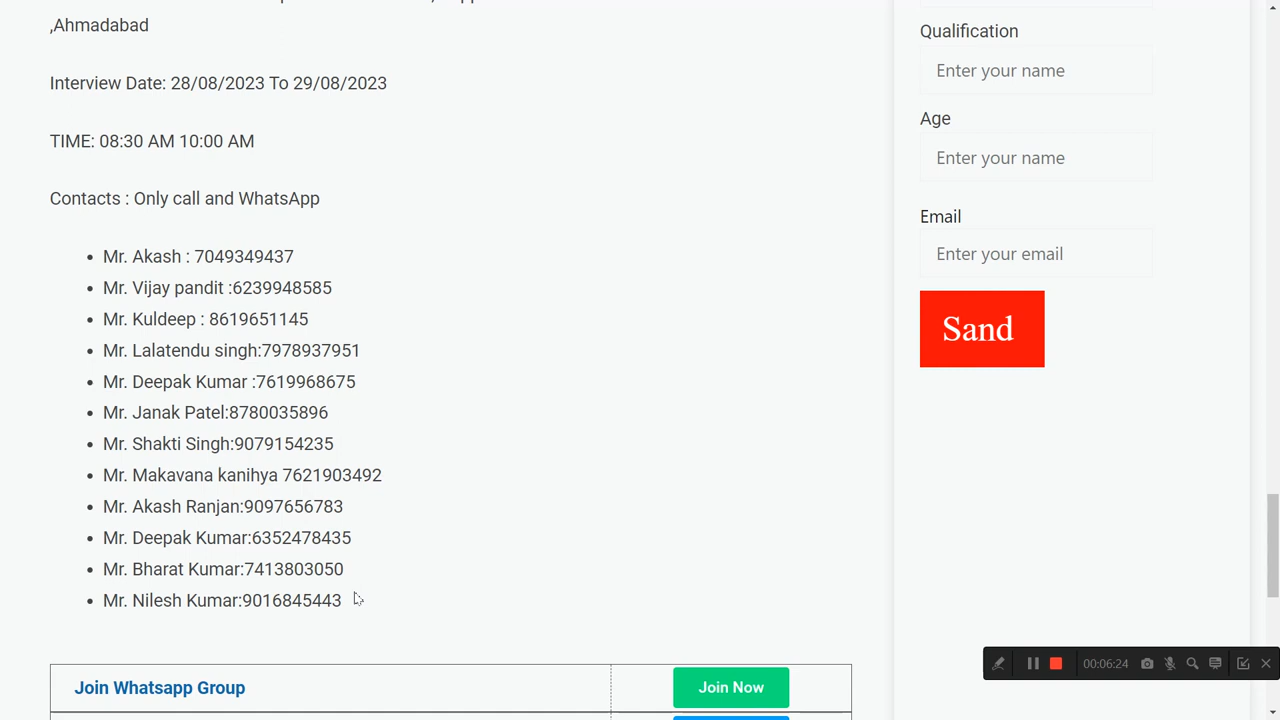 ,Ahmadabad
Interview Date: 28/08/2023 To 29/08/2023
TIME: 08:30 AM 10:00 AM
Contacts : Only call and WhatsApp
Mr. Akash : 7049349437
Mr. Vijay pandit :6239948585
Mr. Kuldeep : 8619651145
Mr. Lalatendu singh:7978937951
Mr. Deepak Kumar :7619968675
Mr. Janak Patel:8780035896
Mr. Shakti Singh:9079154235
Mr. Makavana kanihya 7621903492
Mr. Akash Ranjan:9097656783
Mr. Deepak Kumar:6352478435
Mr. Bharat Kumar:7413803050
Mr. Nilesh Kumar:9016845443
Join Whatsapp Group
Join Now
Qualification
Enter your name
Age
Enter your name
Email
Enter your email
Sand
00:06:24